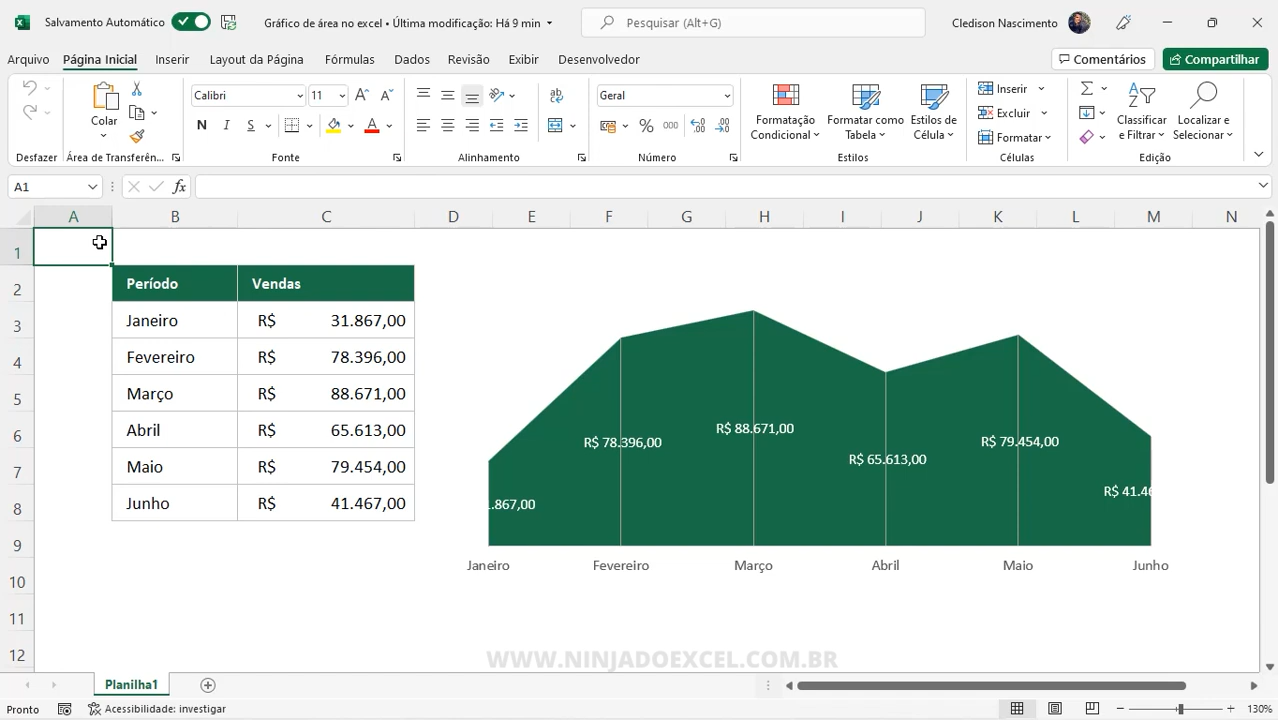 Salvamento Automático
Gráfico de área no excel • Última modificação: Há 9 min
Pesquisar (Alt+G)
Cledison Nascimento
Arquivo Página Inicial Inserir Layout da Página Fórmulas Dados Revisão Exibir Desenvolvedor Comentários Compartilhar
Colar
Calibri 11
N I S
A A
ab
Geral
% 000
Formatação Condicional
Formatar como Tabela
Estilos de Célula
Inserir
Excluir
Formatar
Classificar e Filtrar
Localizar e Selecionar
Desfazer Área de Transferên... Fonte Alinhamento Número Estilos Células Edição
A1 fx
A B C D E F G H I J K L M N
1
2 Período Vendas
3 Janeiro R$ 31.867,00
4 Fevereiro R$ 78.396,00
5 Março R$ 88.671,00
6 Abril R$ 65.613,00
7 Maio R$ 79.454,00
8 Junho R$ 41.467,00
9
10
11
12
R$ 88.671,00
R$ 78.396,00
R$ 79.454,00
R$ 65.613,00
R$ 41.46
.867,00
Janeiro Fevereiro Março Abril Maio Junho
WWW.NINJADOEXCEL.COM.BR
Planilha1
Pronto Acessibilidade: investigar 130%